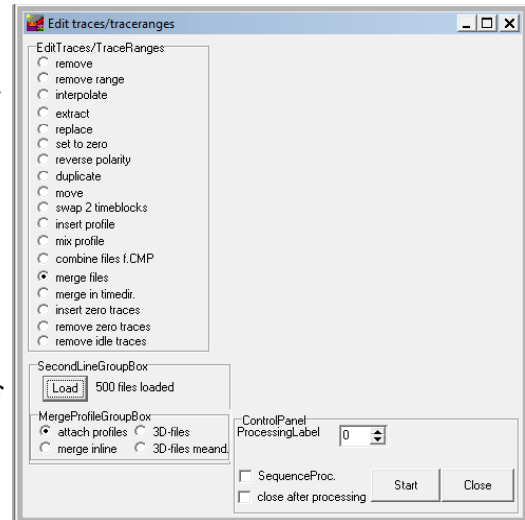 Edit traces/traceranges
EditTraces/TraceRanges
remove
remove range
interpolate
extract
replace
set to zero
reverse polarity
duplicate
move
swap 2 timeblocks
insert profile
mix profile
combine files f.CMP
merge files
merge in timedir.
insert zero traces
remove zero traces
remove idle traces
SecondLineGroupBox
Load 500 files loaded
MergeProfileGroupBox
attach profiles 3D-files
merge inline 3D-files meand.
ControlPanel
ProcessingLabel 0
SequenceProc.
close after processing
Start Close